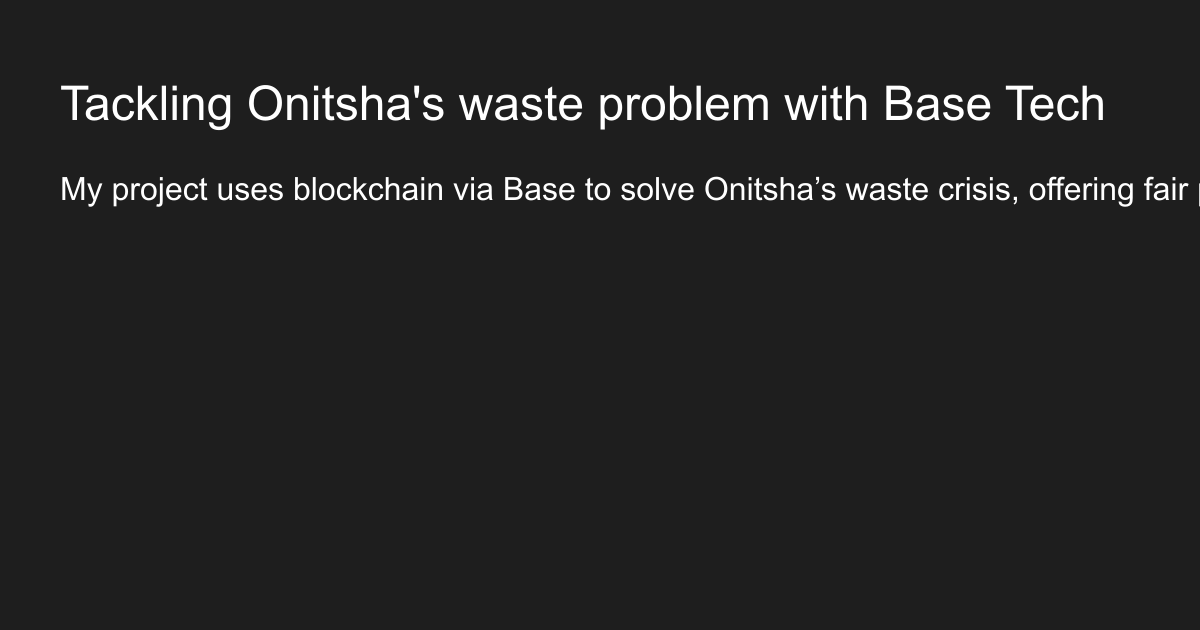 Tackling Onitsha's waste problem with Base Tech
My project uses blockchain via Base to solve Onitsha’s waste crisis, offering fair